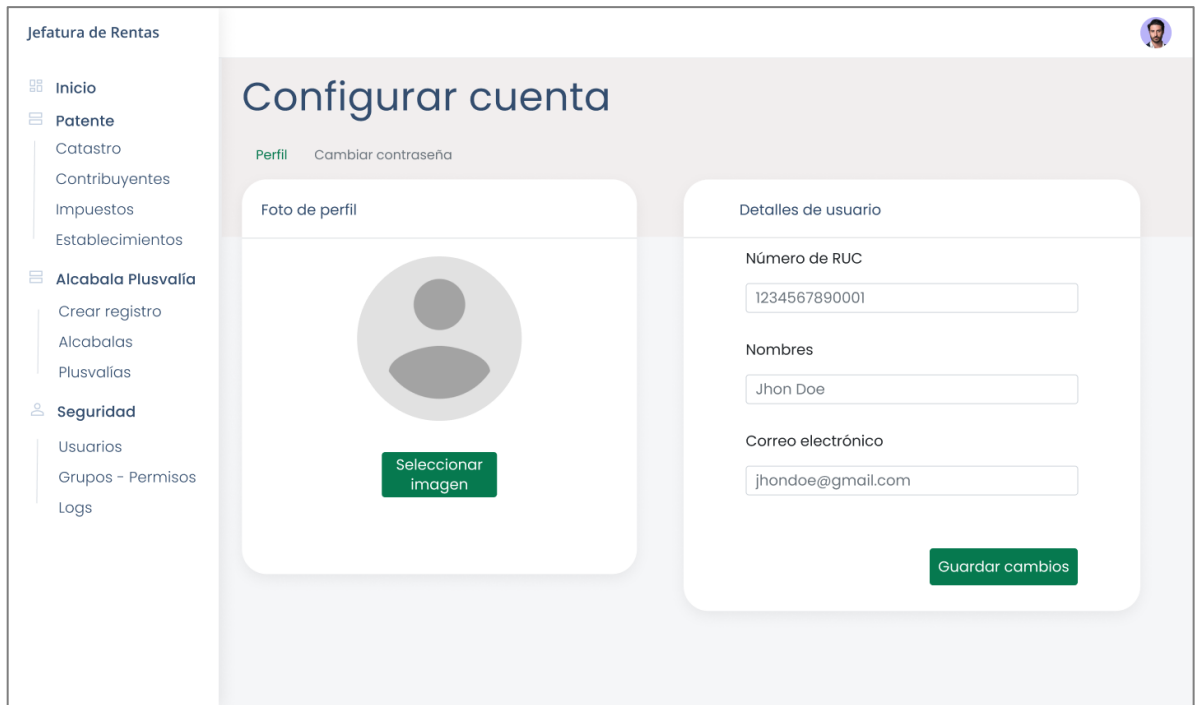 Jefatura de Rentas
Inicio
Patente
Catastro
Contribuyentes
Impuestos
Establecimientos
Alcabala Plusvalía
Crear registro
Alcabalas
Plusvalías
Seguridad
Usuarios
Grupos - Permisos
Logs
Configurar cuenta
Perfil
Cambiar contraseña
Foto de perfil
Seleccionar
imagen
Detalles de usuario
Número de RUC
1234567890001
Nombres
Jhon Doe
Correo electrónico
jhondoe@gmail.com
Guardar cambios